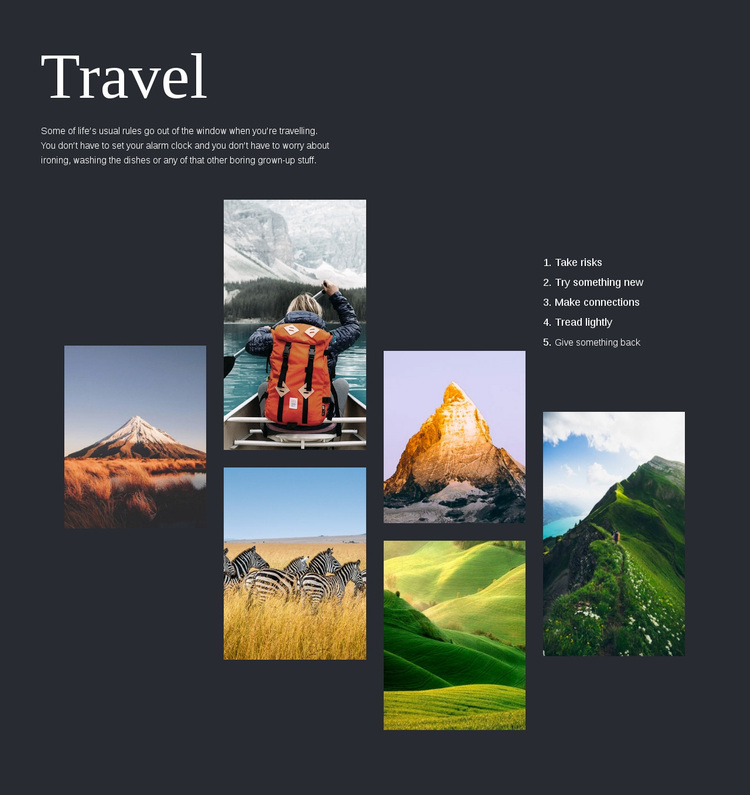 Travel
Some of life's usual rules go out of the window when you're travelling.
You don't have to set your alarm clock and you don't have to worry about
ironing, washing the dishes or any of that other boring grown-up stuff.
1. Take risks
2. Try something new
3. Make connections
4. Tread lightly
5. Give something back